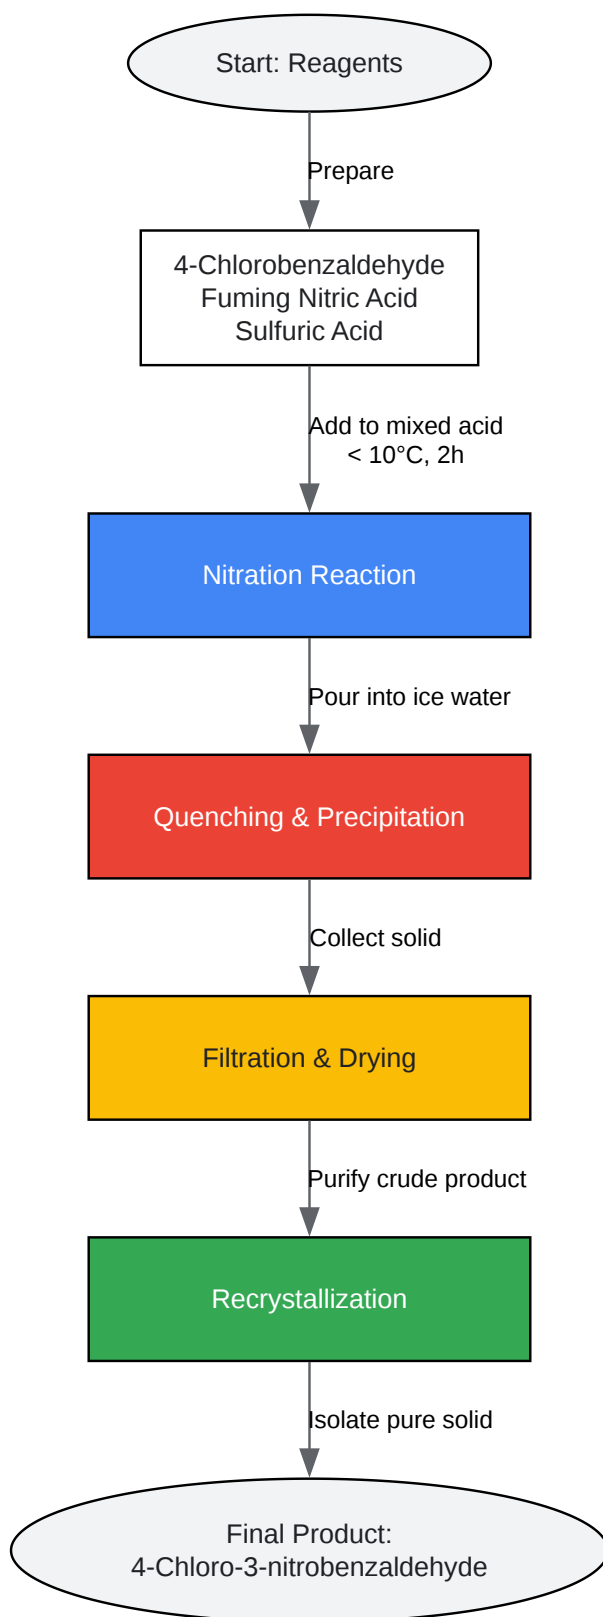 Start: Reagents
Prepare
4-Chlorobenzaldehyde
Fuming Nitric Acid
Sulfuric Acid
Add to mixed acid
< 10°C, 2h
Nitration Reaction
Pour into ice water
Quenching & Precipitation
Collect solid
Filtration & Drying
Purify crude product
Recrystallization
Isolate pure solid
Final Product:
4-Chloro-3-nitrobenzaldehyde